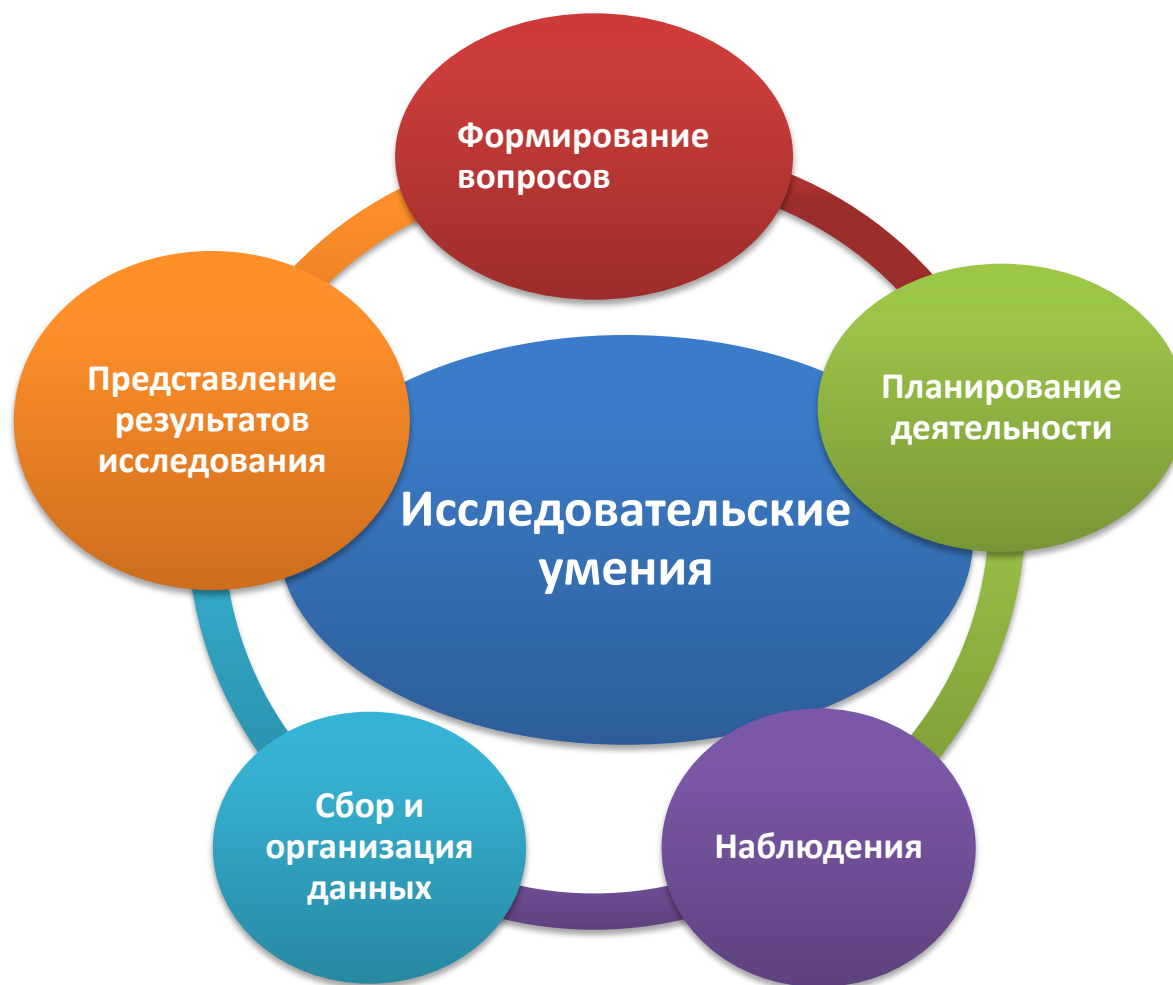 Формирование
вопросов
Планирование
деятельности
Представление
результатов
исследования
Исследовательские
умения
Сбор и
организация
данных
Наблюдения